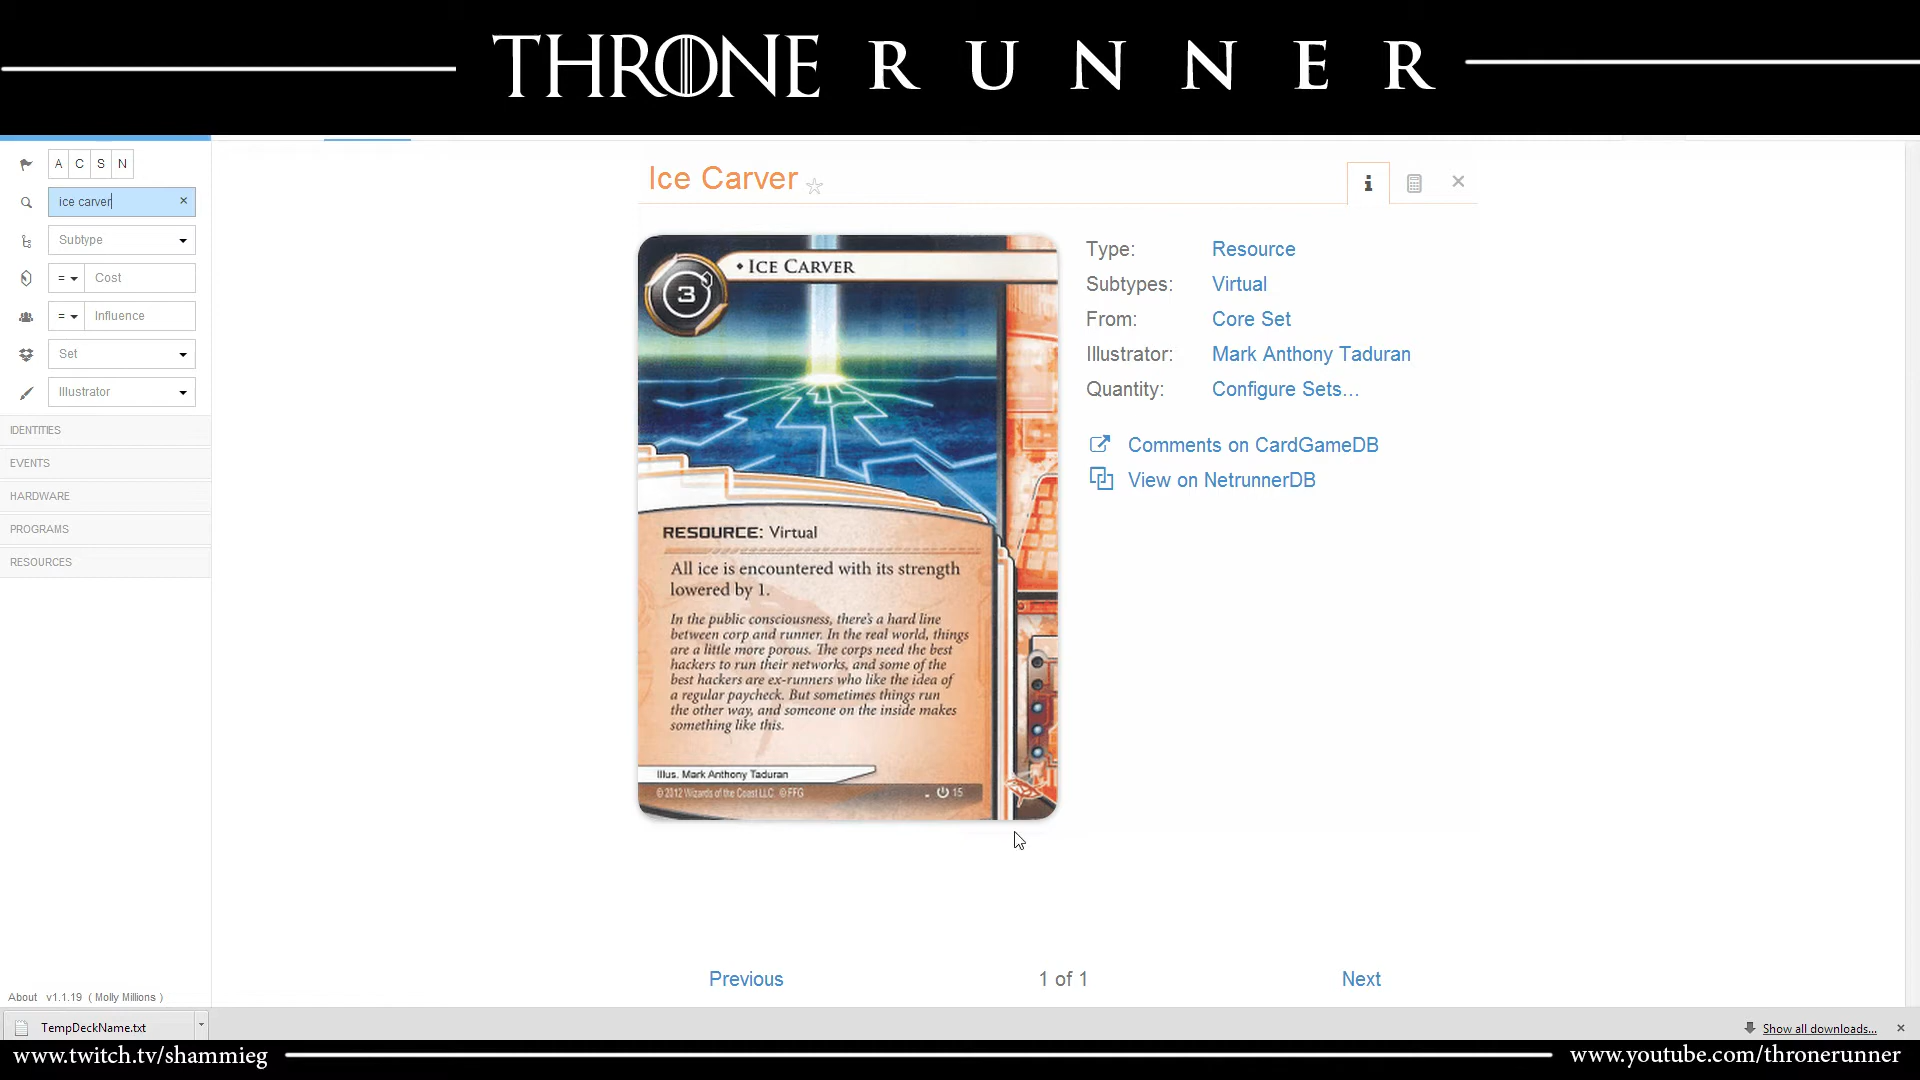 THRONE RUNNER
A C S N
ice carver
Subtype
= Cost
= Influence
Set
Illustrator
IDENTITIES
EVENTS
HARDWARE
PROGRAMS
RESOURCES
About v1.1.19 ( Molly Millions )
Ice Carver
3
ICE CARVER
RESOURCE: Virtual
All ice is encountered with its strength
lowered by 1.
In the public consciousness, there's a hard line
between corp and runner. In the real world, things
are a little more porous. The corps need the best
hackers to run their networks, and some of the
best hackers are ex-runners who like the idea of
a regular paycheck. But sometimes things run
the other way, and someone on the inside makes
something like this.
Illus. Mark Anthony Taduran
© 2012 Wizards of the Coast LLC. © FFG
15
Type: Resource
Subtypes: Virtual
From: Core Set
Illustrator: Mark Anthony Taduran
Quantity: Configure Sets...
Comments on CardGameDB
View on NetrunnerDB
Previous
1 of 1
Next
TempDeckName.txt
Show all downloads...
www.twitch.tv/shammieg
www.youtube.com/thronerunner